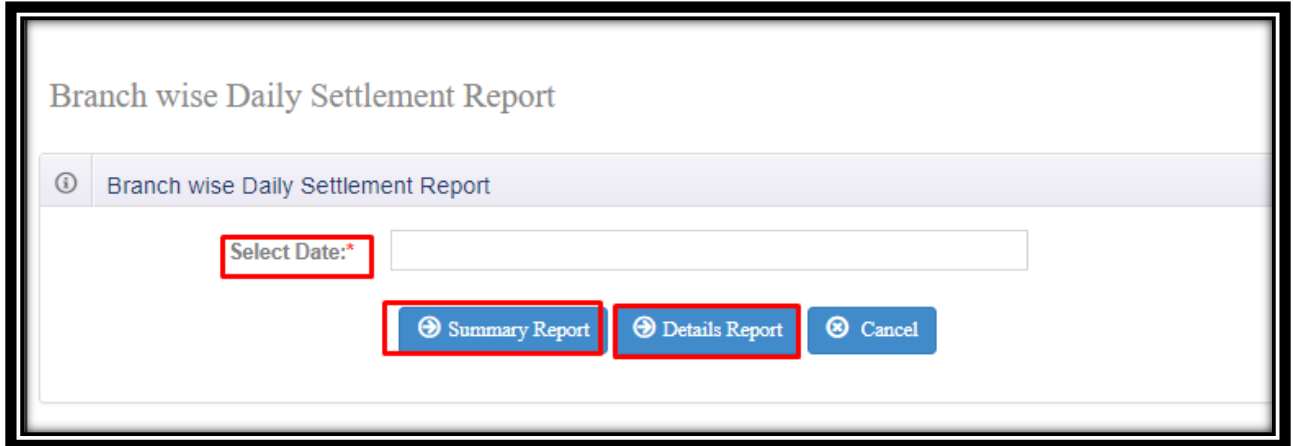 Branch wise Daily Settlement Report
Branch wise Daily Settlement Report
Select Date:*
Summary Report Details Report Cancel